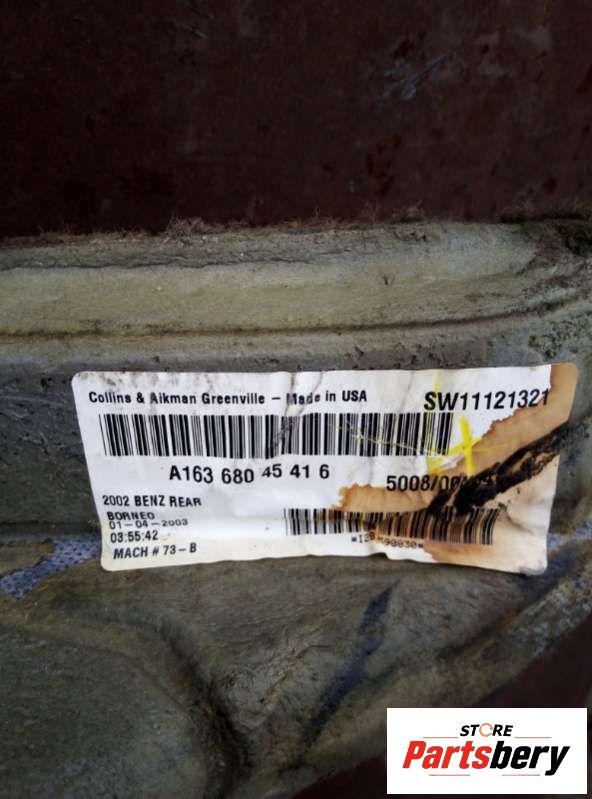 Collins & Aikman Greenville - Made in USA
SW11121321
A163 680 45 41 6
2002 BENZ REAR
BORNEO
01-04-2003
03:55:42
MACH # 73-B
STORE
Partsbery